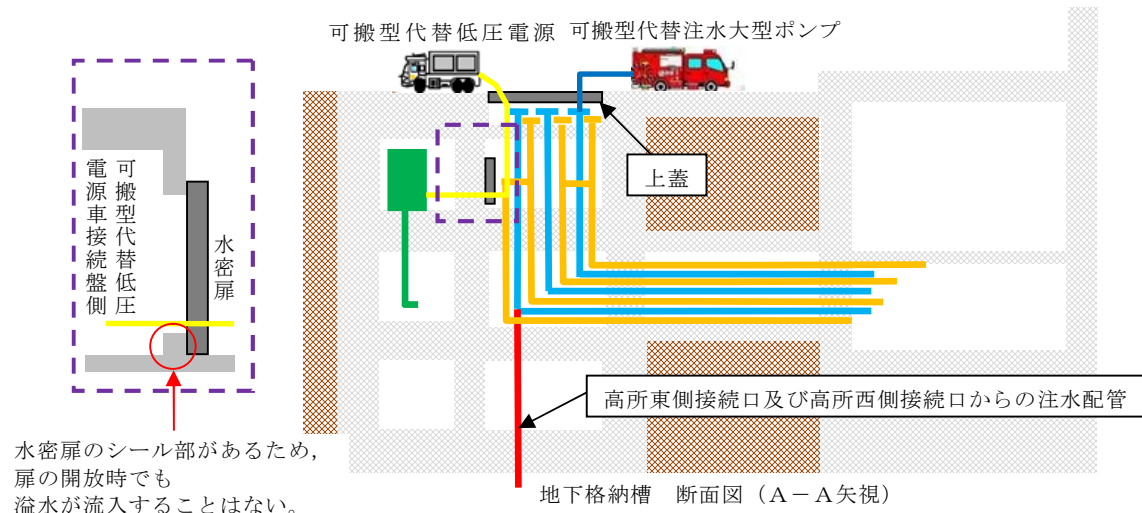 可搬型代替低圧電源
可搬型代替注水大型ポンプ
上蓋
可搬型代替低圧
電源車接続盤側
水密扉
高所東側接続口及び高所西側接続口からの注水配管
水密扉のシール部があるため，
扉の開放時でも
溢水が流入することはない。
地下格納槽　断面図（Ａ－Ａ矢視）